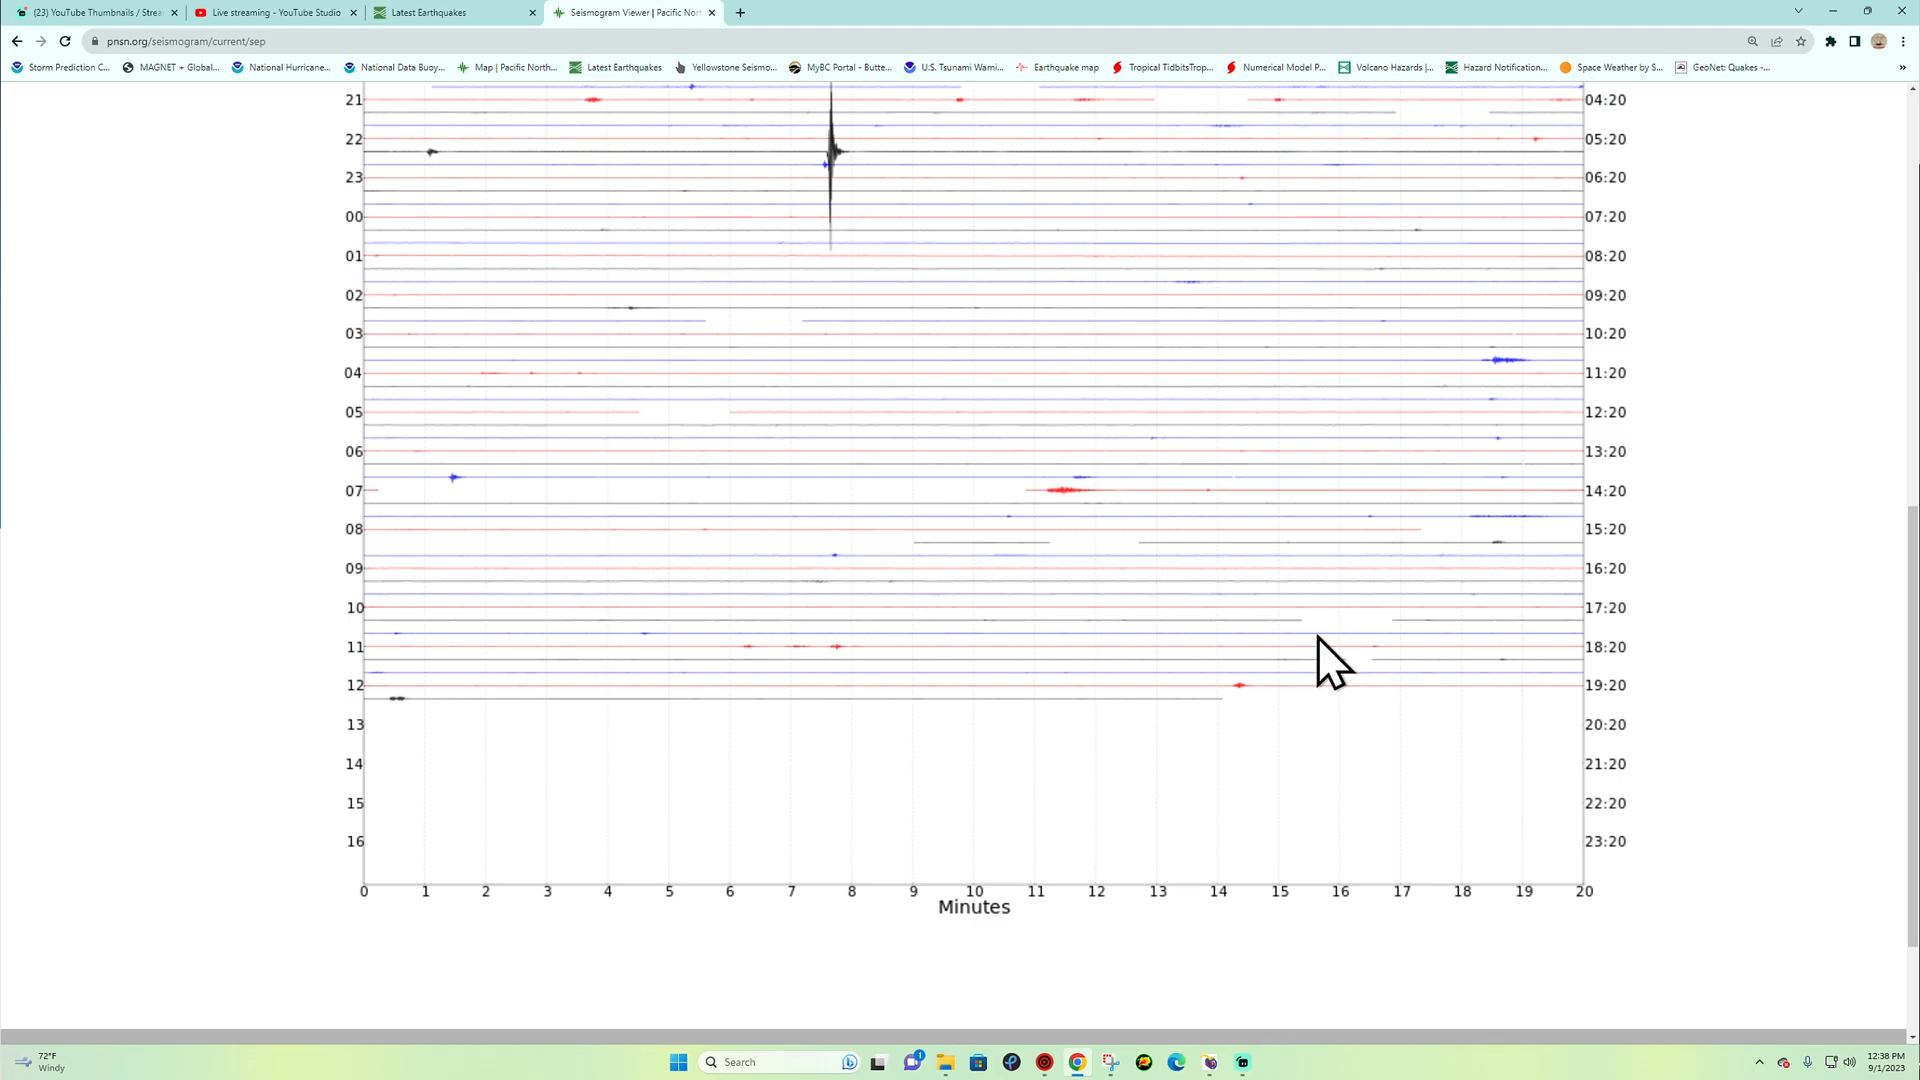 (23) YouTube Thumbnails / Strea
Live streaming - YouTube Studio
Latest Earthquakes
Seismogram Viewer | Pacific Nor
pnsn.org/seismogram/current/sep
Storm Prediction C...
MAGNET + Global...
National Hurricane...
National Data Buoy...
Map | Pacific North...
Latest Earthquakes
Yellowstone Seismo...
MyBC Portal - Butte...
U.S. Tsunami Warni...
Earthquake map
Tropical TidbitsTrop...
Numerical Model P...
Volcano Hazards |...
Hazard Notification...
Space Weather by S...
GeoNet: Quakes -...
»
21 04:20
22 05:20
23 06:20
00 07:20
01 08:20
02 09:20
03 10:20
04 11:20
05 12:20
06 13:20
07 14:20
08 15:20
09 16:20
10 17:20
11 18:20
12 19:20
13 20:20
14 21:20
15 22:20
16 23:20
0 1 2 3 4 5 6 7 8 9 10 11 12 13 14 15 16 17 18 19 20
Minutes
72°F
Windy
Search
1
12:38 PM
9/1/2023